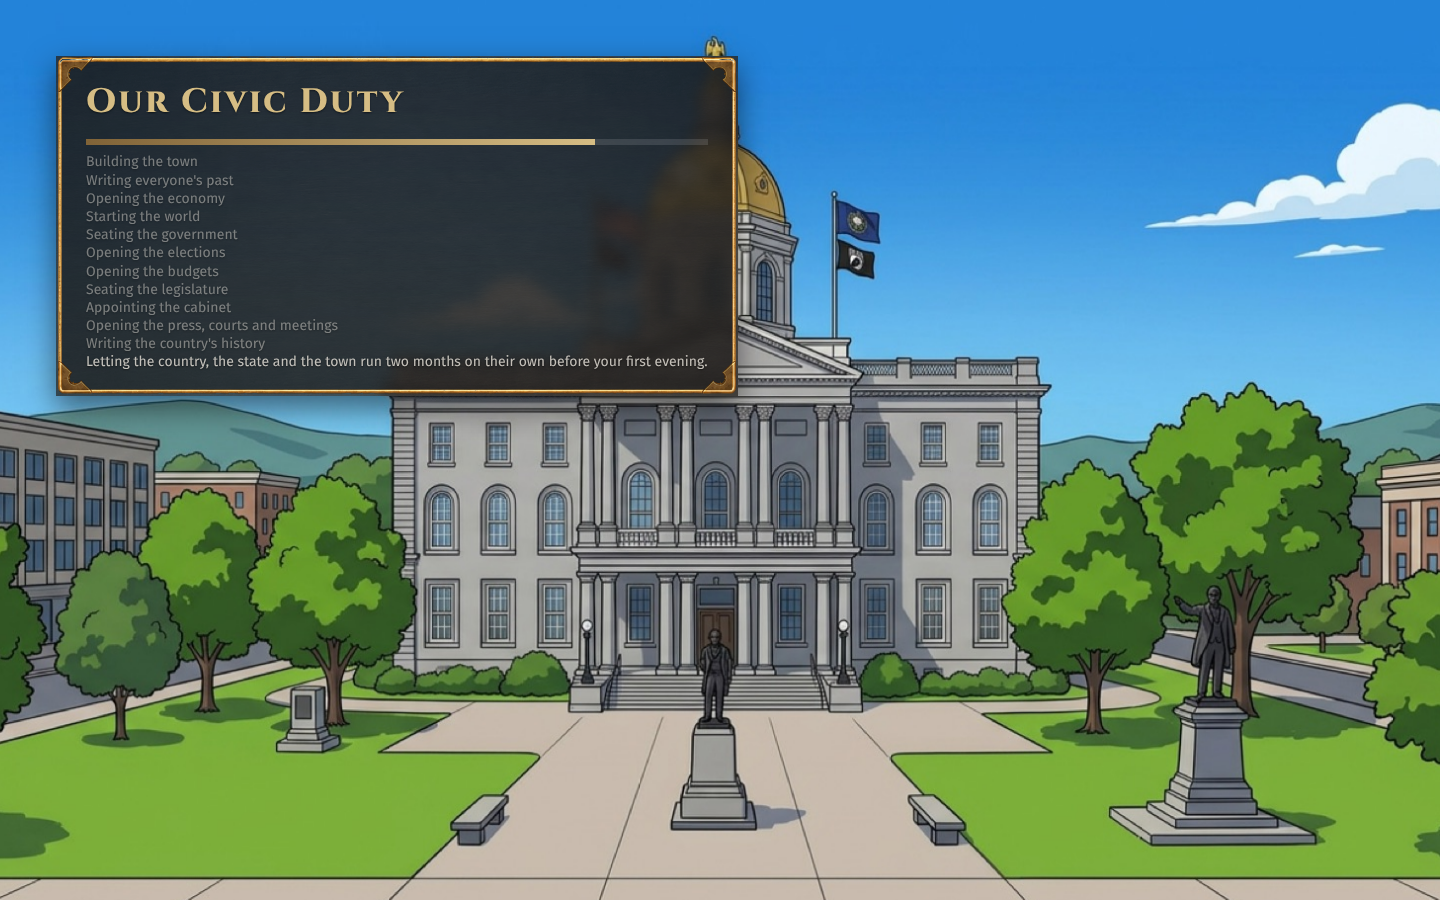 Our Civic Duty
Building the town
Writing everyone's past
Opening the economy
Starting the world
Seating the government
Opening the elections
Opening the budgets
Seating the legislature
Appointing the cabinet
Opening the press, courts and meetings
Writing the country's history
Letting the country, the state and the town run two months on their own before your first evening.